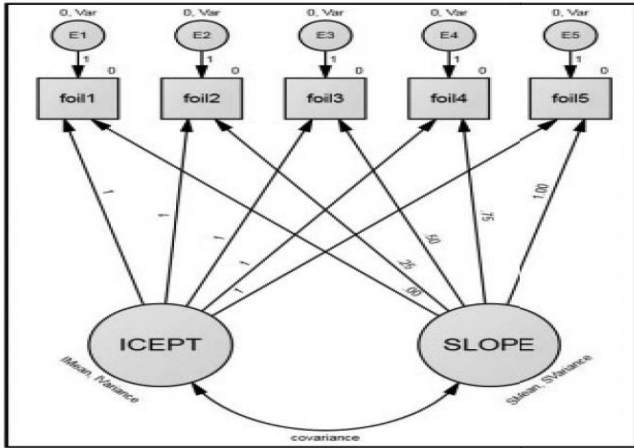 0, Var 0, Var 0, Var 0, Var 0, Var
E1 E2 E3 E4 E5
1 0 1 0 1 0 1 0 1 0
foil1 foil2 foil3 foil4 foil5
1 1 1 1 1 .00 .25 .50 .75 1.00
ICEPT SLOPE
IMean, IVariance SMean, SVariance
covariance